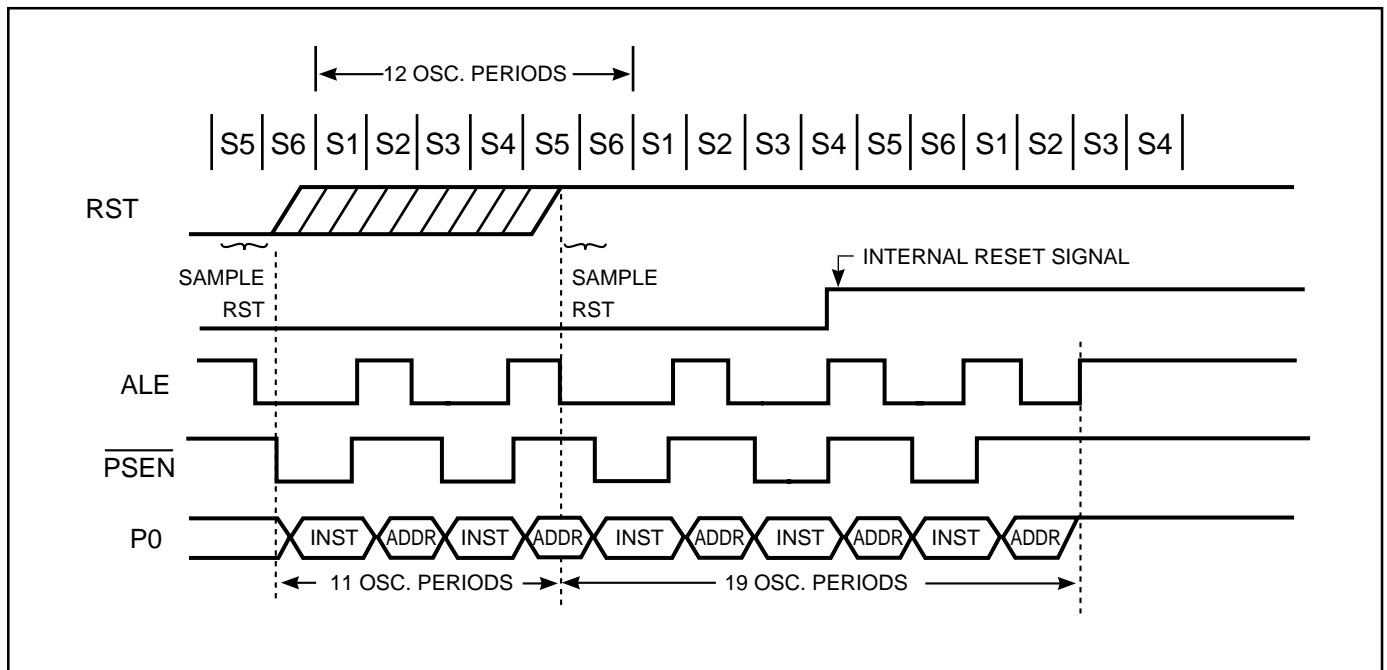 12 OSC. PERIODS
S5 S6 S1 S2 S3 S4 S5 S6 S1 S2 S3 S4 S5 S6 S1 S2 S3 S4
RST
SAMPLE
RST
SAMPLE
RST
INTERNAL RESET SIGNAL
ALE
PSEN
P0
INST ADDR INST ADDR INST ADDR INST ADDR INST ADDR
11 OSC. PERIODS
19 OSC. PERIODS